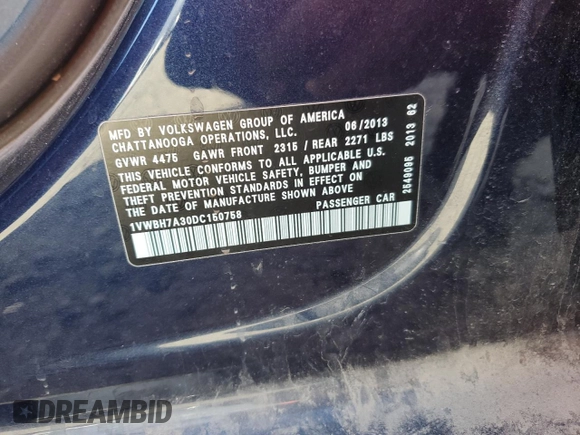 MFD BY VOLKSWAGEN GROUP OF AMERICA
CHATTANOOGA OPERATIONS, LLC. 06/2013
GVWR 4475 GAWR FRONT 2315 / REAR 2271 LBS
THIS VEHICLE CONFORMS TO ALL APPLICABLE U.S.
FEDERAL MOTOR VEHICLE SAFETY, BUMPER AND
THEFT PREVENTION STANDARDS IN EFFECT ON
THE DATE OF MANUFACTURE SHOWN ABOVE
1VWBH7A30DC150758 PASSENGER CAR
2549095 2013 62
DREAMBID